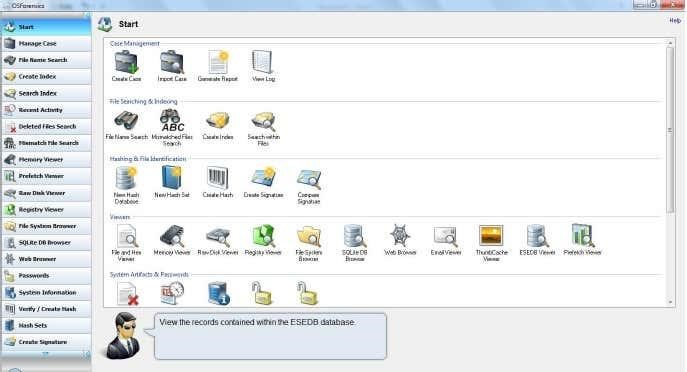 OSForensics
Start
Manage Case
File Name Search
Create Index
Search Index
Recent Activity
Deleted Files Search
Mismatch File Search
Memory Viewer
Prefetch Viewer
Raw Disk Viewer
Registry Viewer
File System Browser
SQLite DB Browser
Web Browser
Passwords
System Information
Verify / Create Hash
Hash Sets
Create Signature
Start
Help
Case Management
Create Case
Import Case
Generate Report
View Log
File Searching & Indexing
File Name Search
ABC
Mismatched Files
Search
Create Index
Search within
Files
Hashing & File Identification
New Hash
Database
New Hash Set
Create Hash
Create Signature
Compare
Signature
Viewers
File and Hex
Viewer
Memory Viewer
Raw Disk Viewer
Registry Viewer
File System
Browser
SQLite DB
Browser
Web Browser
Email Viewer
ThumbCache
Viewer
ESEDB Viewer
Prefetch Viewer
System Artifacts & Passwords
View the records contained within the ESEDB database.